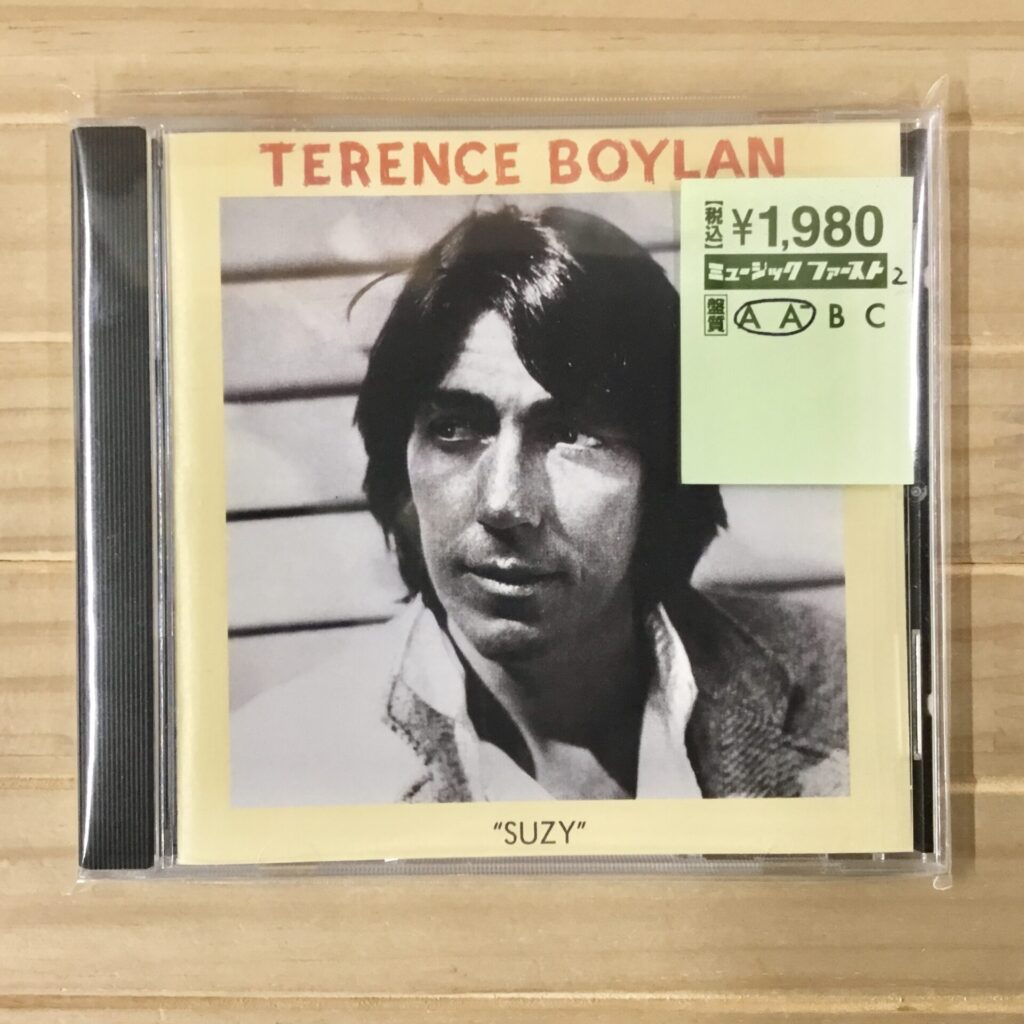 TERENCE BOYLAN
【税込】 ¥1,980
ミュージック ファースト 2
盤質 A A⁻ B C
"SUZY"